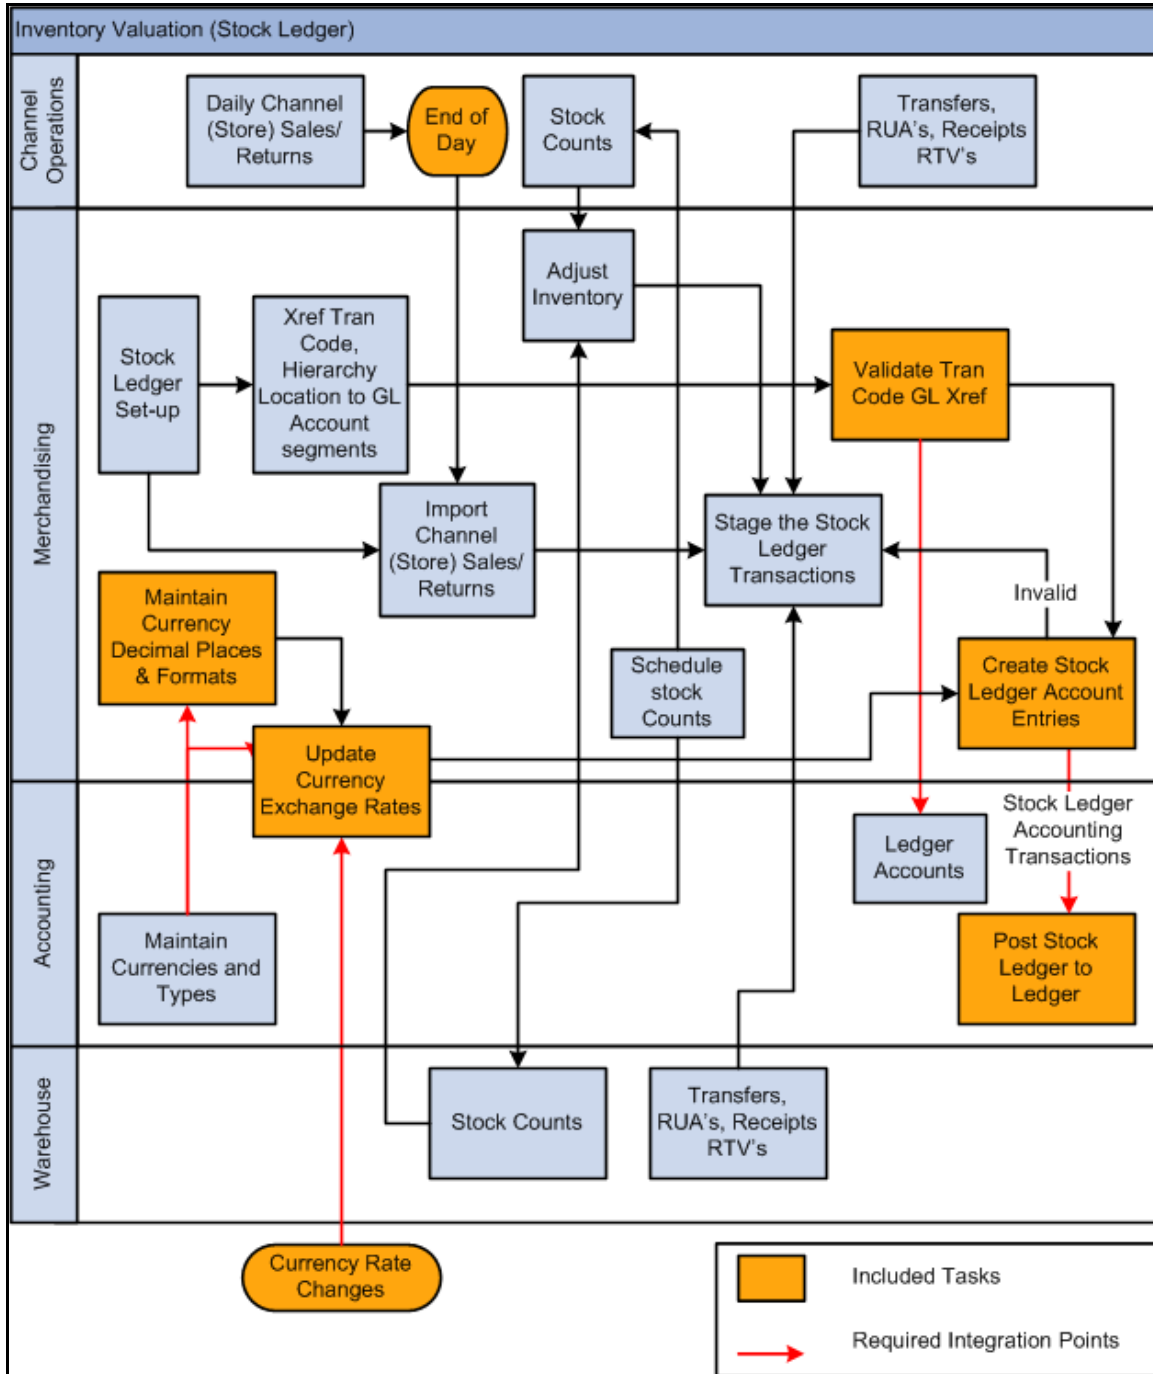 Inventory Valuation (Stock Ledger)
Channel
Operations
Daily Channel
(Store) Sales/
Returns
End of
Day
Stock
Counts
Transfers,
RUA's, Receipts
RTV's
Merchandising
Adjust
Inventory
Stock
Ledger
Set-up
Xref Tran
Code,
Hierarchy
Location to GL
Account
segments
Validate Tran
Code GL Xref
Import
Channel
(Store) Sales/
Returns
Stage the Stock
Ledger
Transactions
Invalid
Maintain
Currency
Decimal Places
& Formats
Schedule
stock
Counts
Create Stock
Ledger Account
Entries
Update
Currency
Exchange Rates
Accounting
Stock Ledger
Accounting
Transactions
Ledger
Accounts
Maintain
Currencies and
Types
Post Stock
Ledger to
Ledger
Warehouse
Stock Counts
Transfers,
RUA's, Receipts
RTV's
Currency Rate
Changes
Included Tasks
Required Integration Points